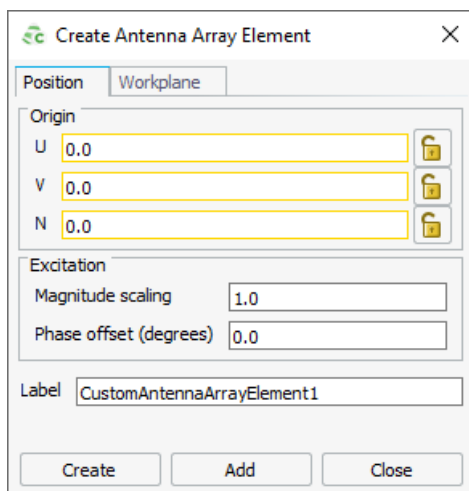 Create Antenna Array Element
Position Workplane
Origin
U 0.0
V 0.0
N 0.0
Excitation
Magnitude scaling 1.0
Phase offset (degrees) 0.0
Label CustomAntennaArrayElement1
Create Add Close